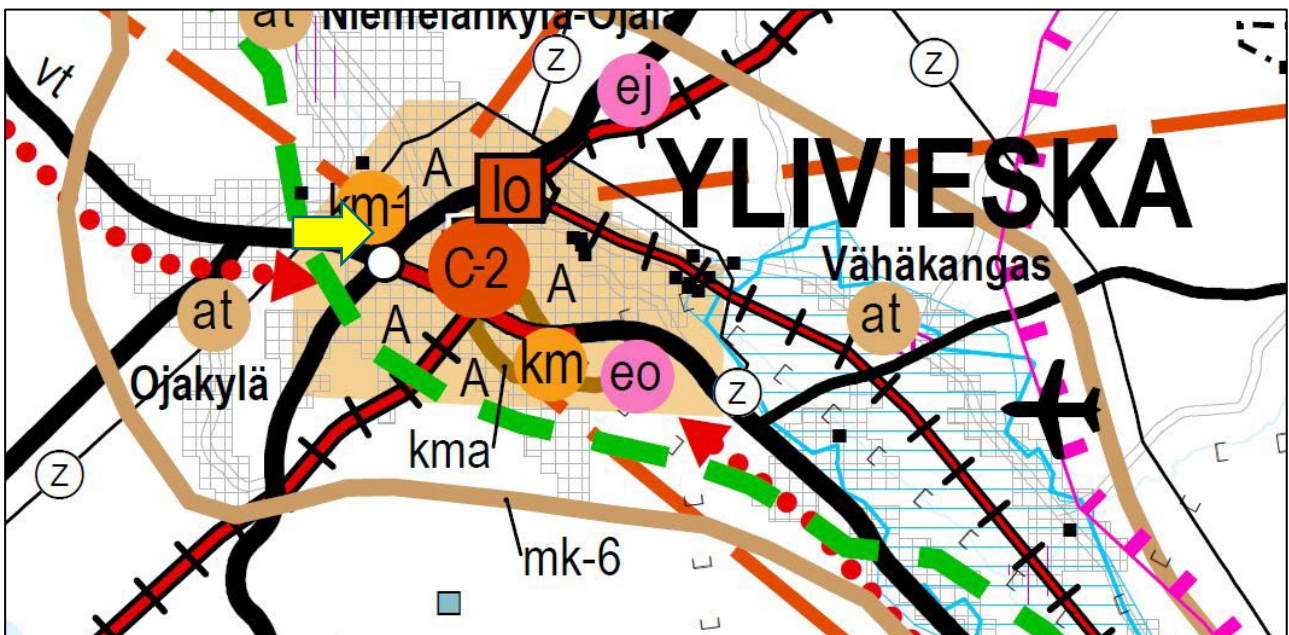 at Niemelänkylä-Ojala
vt
z
z
ej
YLIVIESKA
A
lo
km-1
C-2
A
Vähäkangas
at
at
A
Ojakylä
A
km
eo
z
kma
z
mk-6